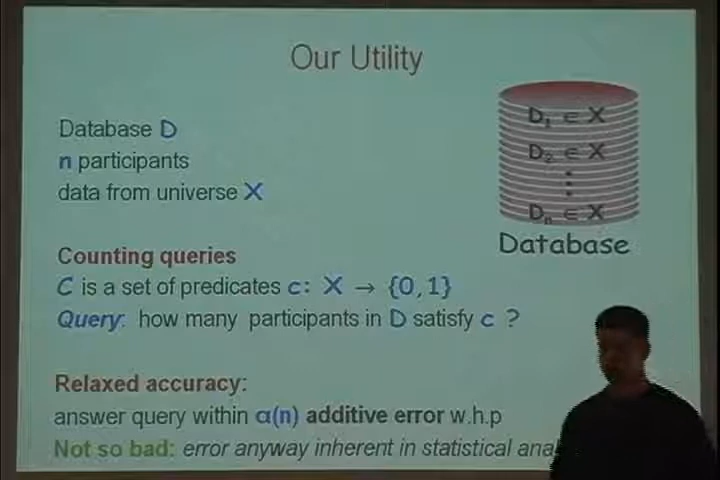 Our Utility
Database D
n participants
data from universe X
D₁ ∈ X
D₂ ∈ X
⋮
Dₙ ∈ X
Database
Counting queries
C is a set of predicates c: X → {0,1}
Query: how many participants in D satisfy c ?
Relaxed accuracy:
answer query within α(n) additive error w.h.p
Not so bad: error anyway inherent in statistical